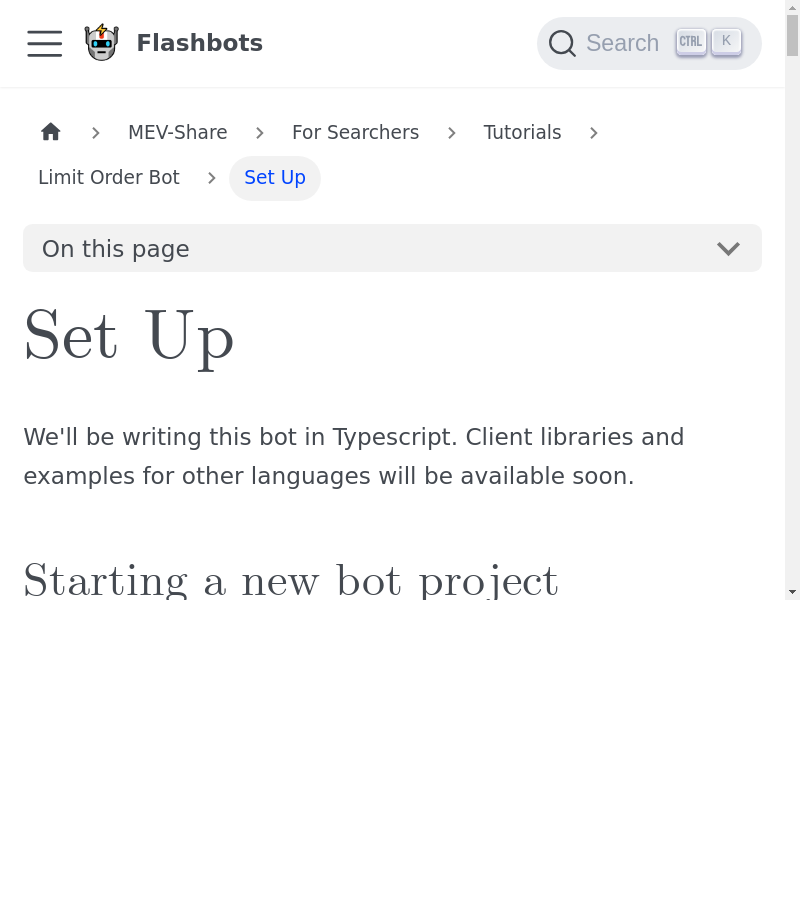 Flashbots
Search CTRL K
MEV-Share For Searchers Tutorials
Limit Order Bot Set Up
On this page
Set Up
We'll be writing this bot in Typescript. Client libraries and
examples for other languages will be available soon.
Starting a new bot project